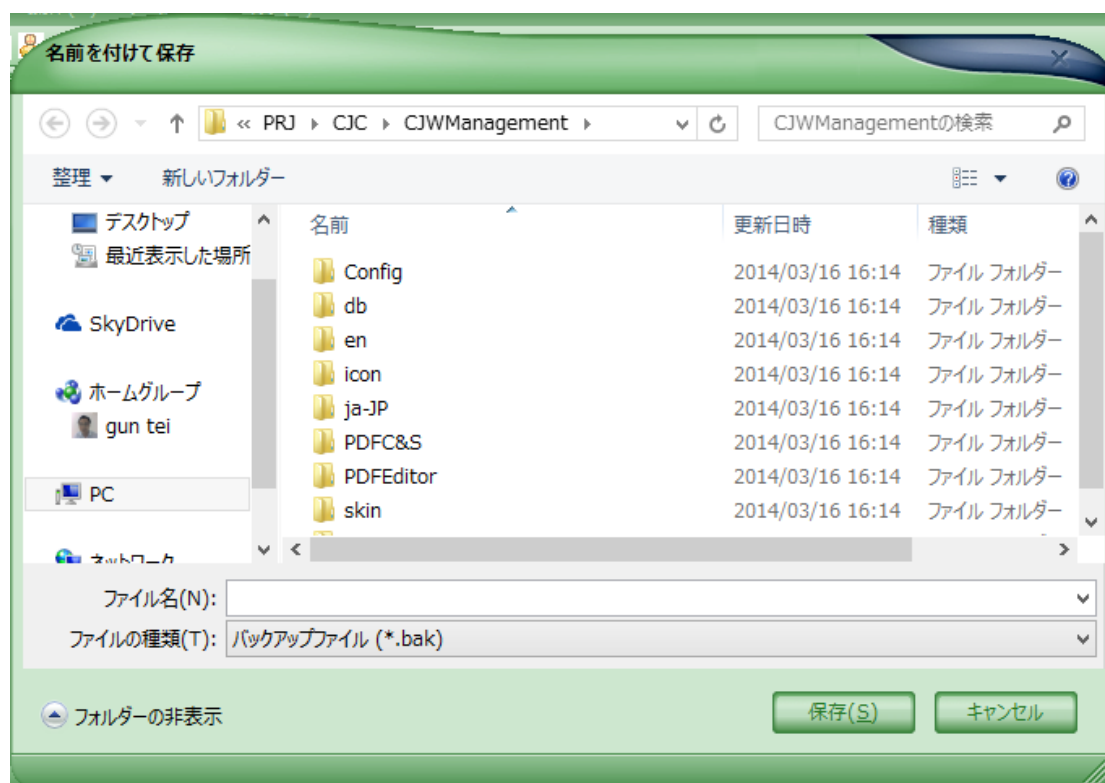 名前を付けて保存
« PRJ ▸ CJC ▸ CJWManagement ▸
CJWManagementの検索
整理 新しいフォルダー
デスクトップ
最近表示した場所
SkyDrive
ホームグループ
gun tei
PC
ネットワーク
名前 更新日時 種類
Config 2014/03/16 16:14 ファイル フォルダー
db 2014/03/16 16:14 ファイル フォルダー
en 2014/03/16 16:14 ファイル フォルダー
icon 2014/03/16 16:14 ファイル フォルダー
ja-JP 2014/03/16 16:14 ファイル フォルダー
PDFC&S 2014/03/16 16:14 ファイル フォルダー
PDFEditor 2014/03/16 16:14 ファイル フォルダー
skin 2014/03/16 16:14 ファイル フォルダー
ファイル名(N):
ファイルの種類(T): バックアップファイル (*.bak)
フォルダーの非表示
保存(S) キャンセル